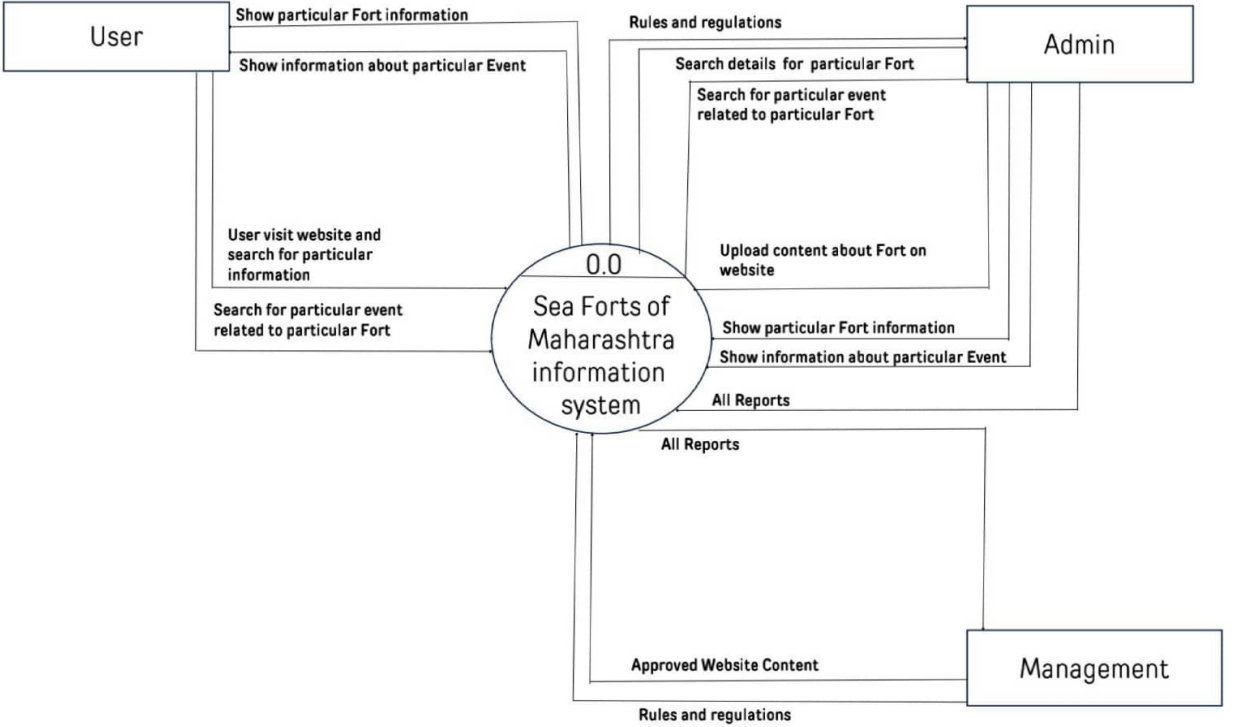 Show particular Fort information
User
Show information about particular Event
Rules and regulations
Admin
Search details for particular Fort
Search for particular event
related to particular Fort
User visit website and
search for particular
information
Search for particular event
related to particular Fort
0.0
Sea Forts of
Maharashtra
information
system
Upload content about Fort on
website
Show particular Fort information
Show information about particular Event
All Reports
All Reports
Approved Website Content
Management
Rules and regulations